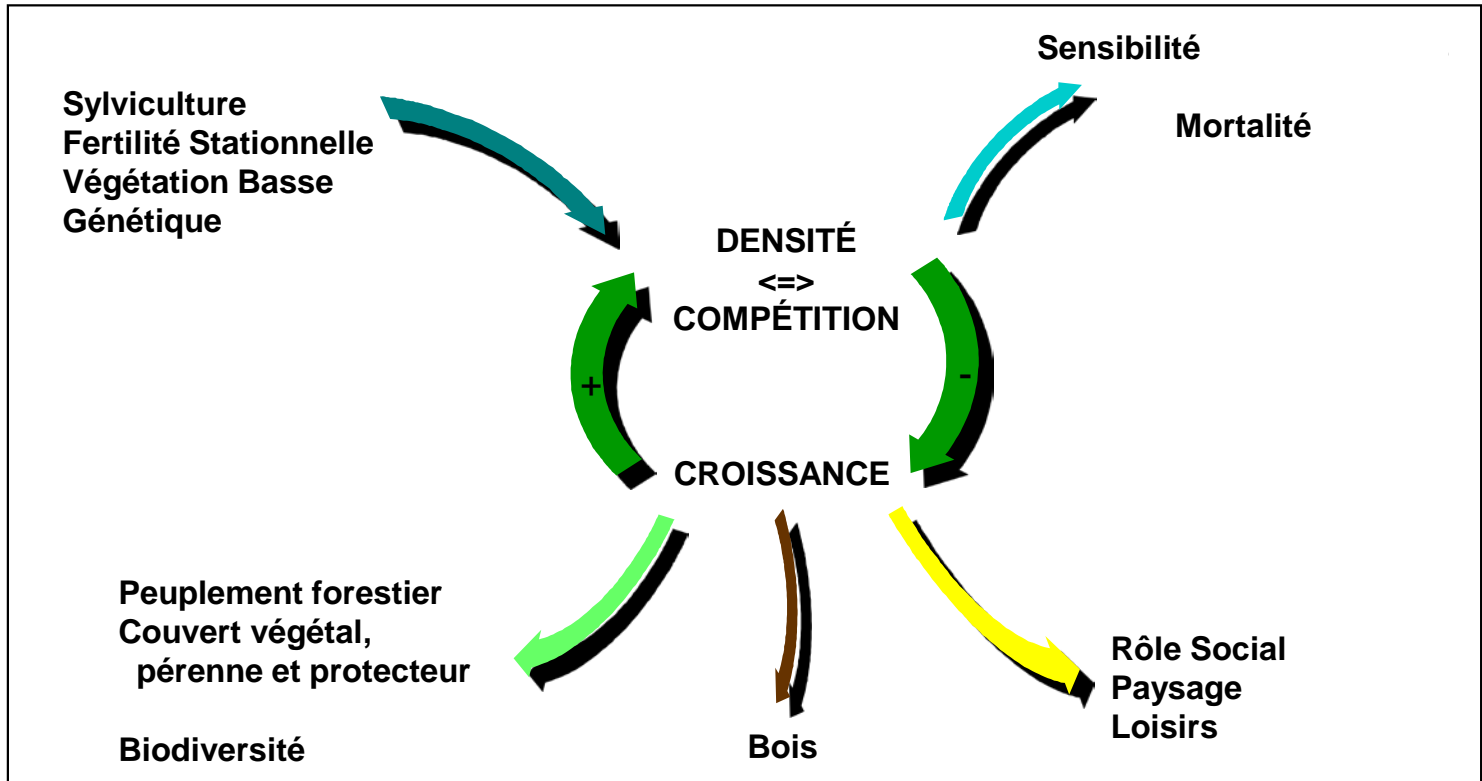 Sensibilité
Mortalité
Sylviculture
Fertilité Stationnelle
Végétation Basse
Génétique
DENSITÉ
<=>
COMPÉTITION
+
-
CROISSANCE
Peuplement forestier
Couvert végétal,
pérenne et protecteur
Biodiversité
Bois
Rôle Social
Paysage
Loisirs